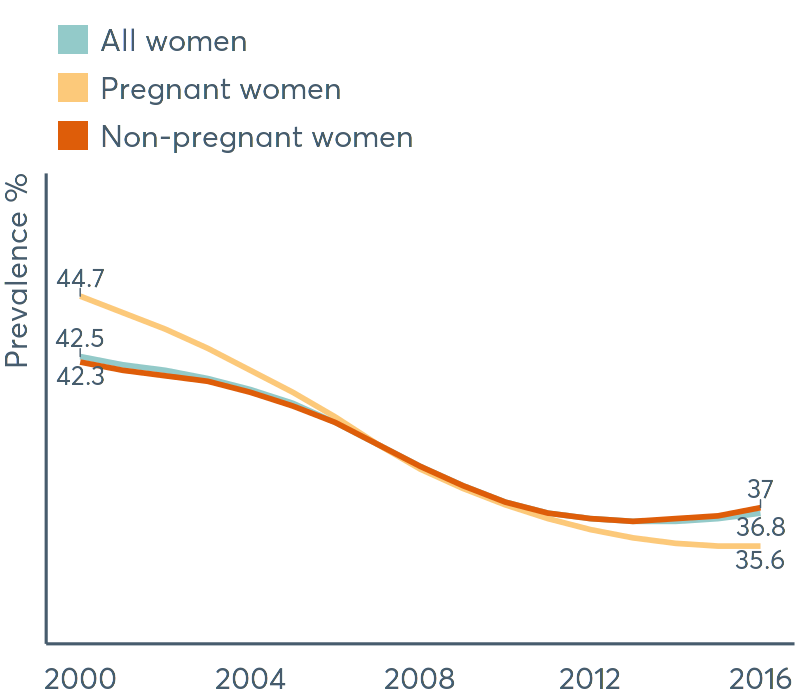 All women
Pregnant women
Non-pregnant women
Prevalence %
44.7
42.5
42.3
37
36.8
35.6
2000 2004 2008 2012 2016